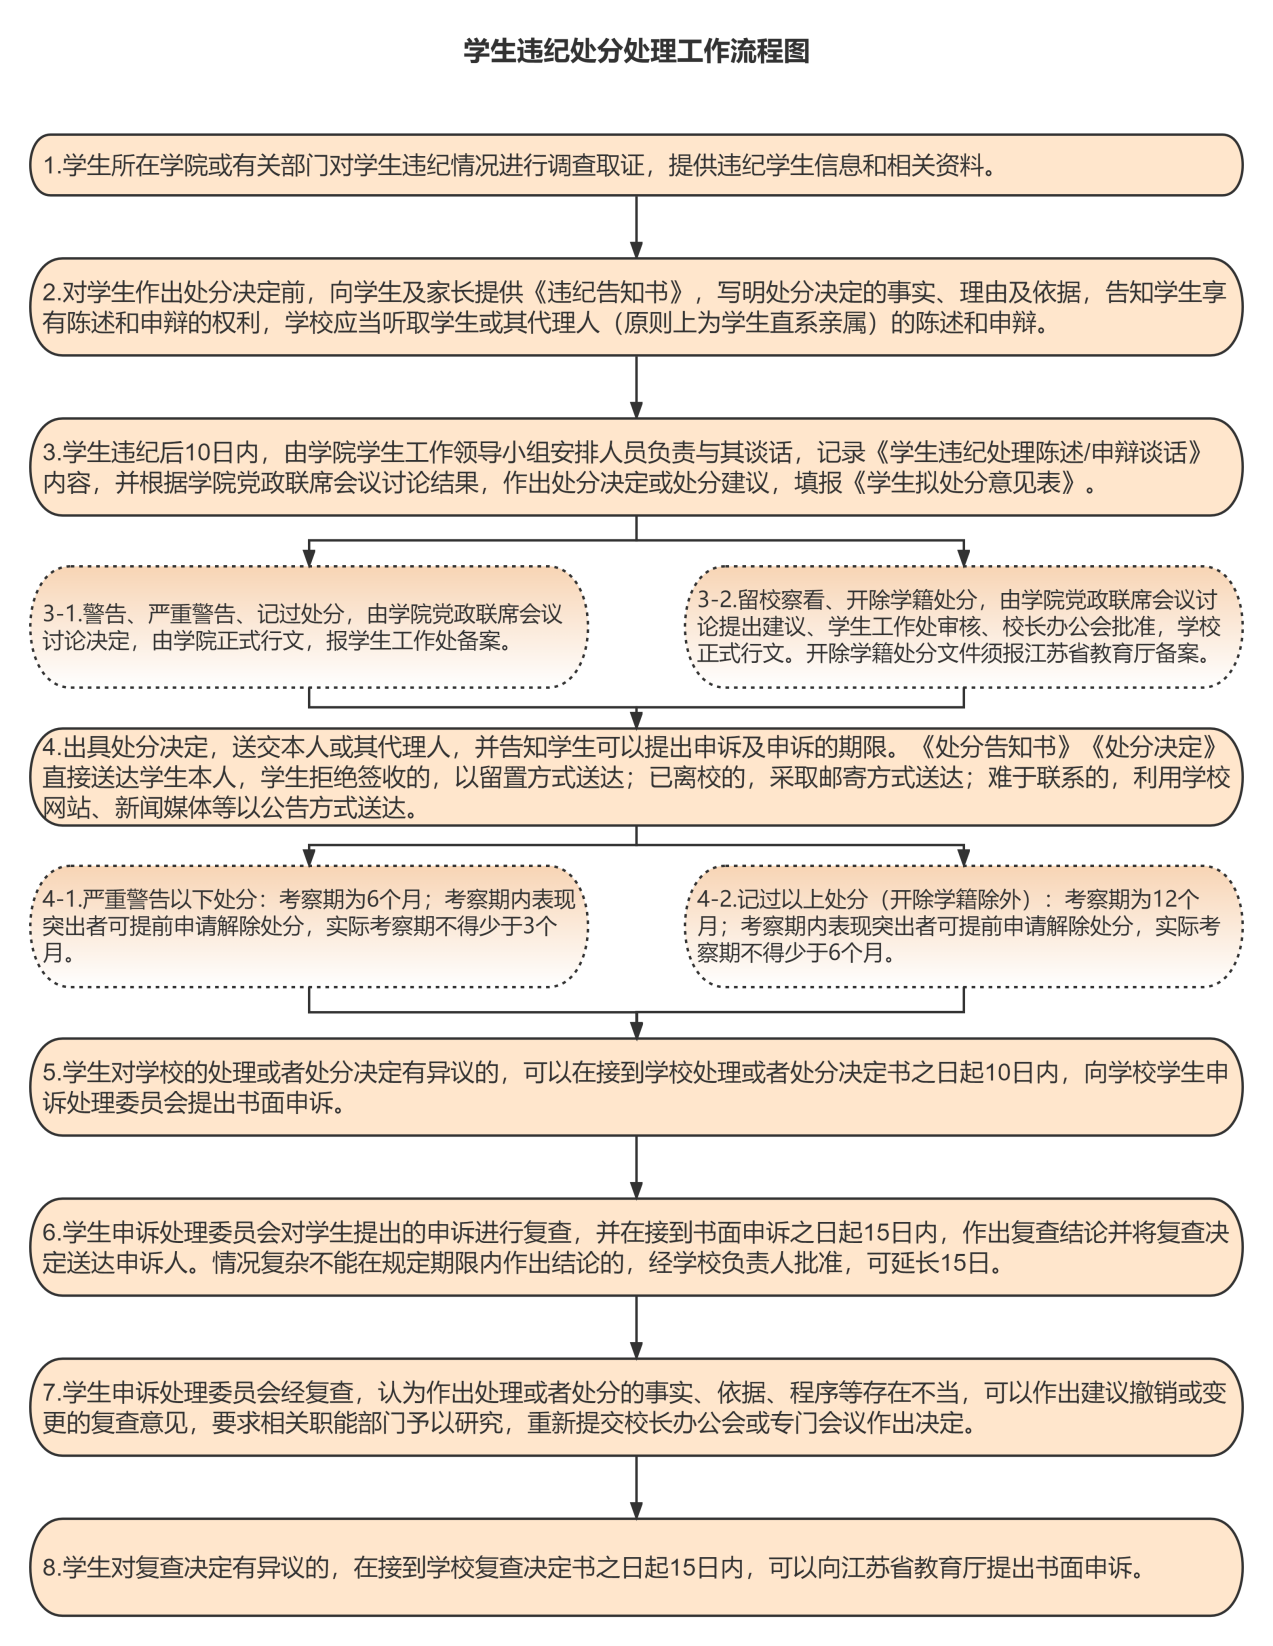 学生违纪处分处理工作流程图
1.学生所在学院或有关部门对学生违纪情况进行调查取证，提供违纪学生信息和相关资料。
2.对学生作出处分决定前，向学生及家长提供《违纪告知书》，写明处分决定的事实、理由及依据，告知学生享
有陈述和申辩的权利，学校应当听取学生或其代理人（原则上为学生直系亲属）的陈述和申辩。
3.学生违纪后10日内，由学院学生工作领导小组安排人员负责与其谈话，记录《学生违纪处理陈述/申辩谈话》
内容，并根据学院党政联席会议讨论结果，作出处分决定或处分建议，填报《学生拟处分意见表》。
3-1.警告、严重警告、记过处分，由学院党政联席会议
讨论决定，由学院正式行文，报学生工作处备案。
3-2.留校察看、开除学籍处分，由学院党政联席会议讨
论提出建议、学生工作处审核、校长办公会批准，学校
正式行文。开除学籍处分文件须报江苏省教育厅备案。
4.出具处分决定，送交本人或其代理人，并告知学生可以提出申诉及申诉的期限。《处分告知书》《处分决定》
直接送达学生本人，学生拒绝签收的，以留置方式送达；已离校的，采取邮寄方式送达；难于联系的，利用学校
网站、新闻媒体等以公告方式送达。
4-1.严重警告以下处分：考察期为6个月；考察期内表现
突出者可提前申请解除处分，实际考察期不得少于3个
月。
4-2.记过以上处分（开除学籍除外）：考察期为12个
月；考察期内表现突出者可提前申请解除处分，实际考
察期不得少于6个月。
5.学生对学校的处理或者处分决定有异议的，可以在接到学校处理或者处分决定书之日起10日内，向学校学生申
诉处理委员会提出书面申诉。
6.学生申诉处理委员会对学生提出的申诉进行复查，并在接到书面申诉之日起15日内，作出复查结论并将复查决
定送达申诉人。情况复杂不能在规定期限内作出结论的，经学校负责人批准，可延长15日。
7.学生申诉处理委员会经复查，认为作出处理或者处分的事实、依据、程序等存在不当，可以作出建议撤销或变
更的复查意见，要求相关职能部门予以研究，重新提交校长办公会或专门会议作出决定。
8.学生对复查决定有异议的，在接到学校复查决定书之日起15日内，可以向江苏省教育厅提出书面申诉。